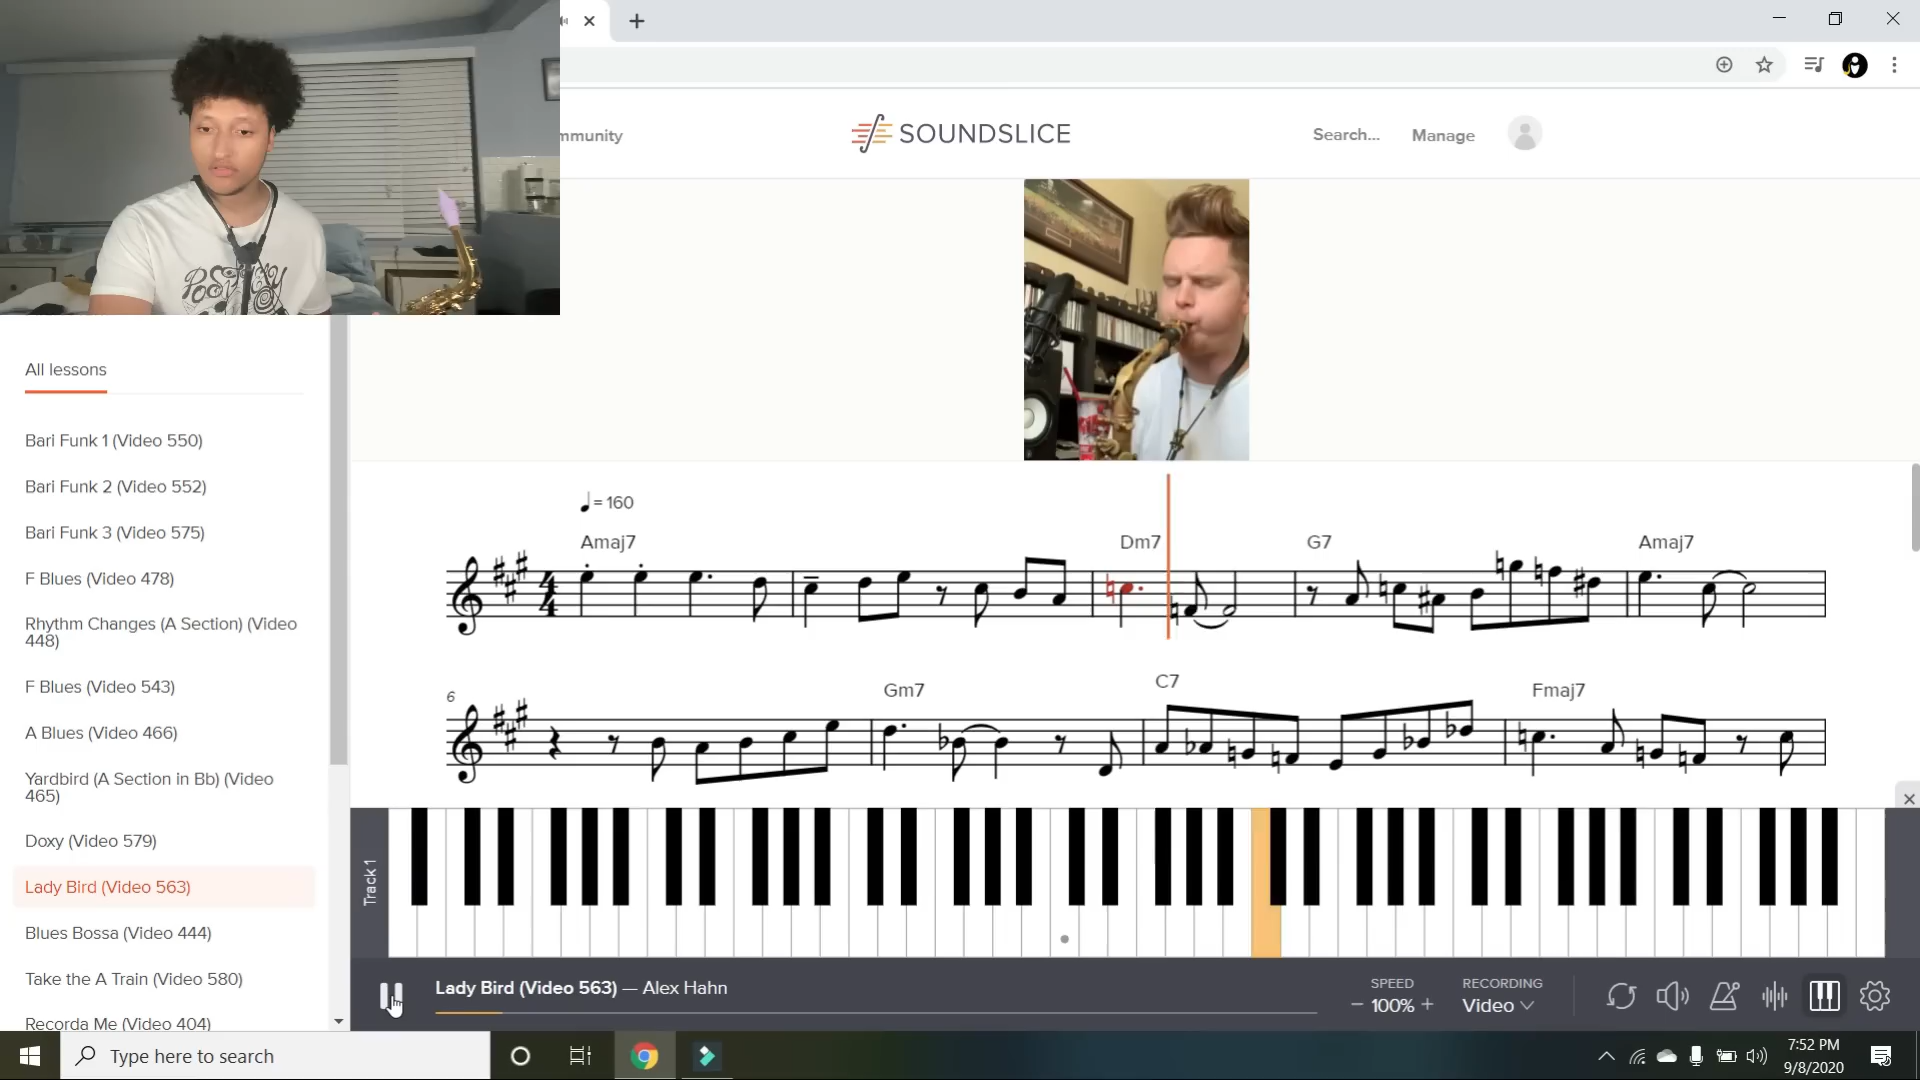 mmunity
SOUNDSLICE
Search...
Manage
POSITIVITY
All lessons
Bari Funk 1 (Video 550)
Bari Funk 2 (Video 552)
Bari Funk 3 (Video 575)
F Blues (Video 478)
Rhythm Changes (A Section) (Video
448)
F Blues (Video 543)
A Blues (Video 466)
Yardbird (A Section in Bb) (Video
465)
Doxy (Video 579)
Lady Bird (Video 563)
Blues Bossa (Video 444)
Take the A Train (Video 580)
Recorda Me (Video 404)
= 160
Amaj7
Dm7
G7
Amaj7
4
4
6
Gm7
C7
Fmaj7
Track 1
Lady Bird (Video 563) — Alex Hahn
SPEED
− 100% +
RECORDING
Video
Type here to search
7:52 PM
9/8/2020